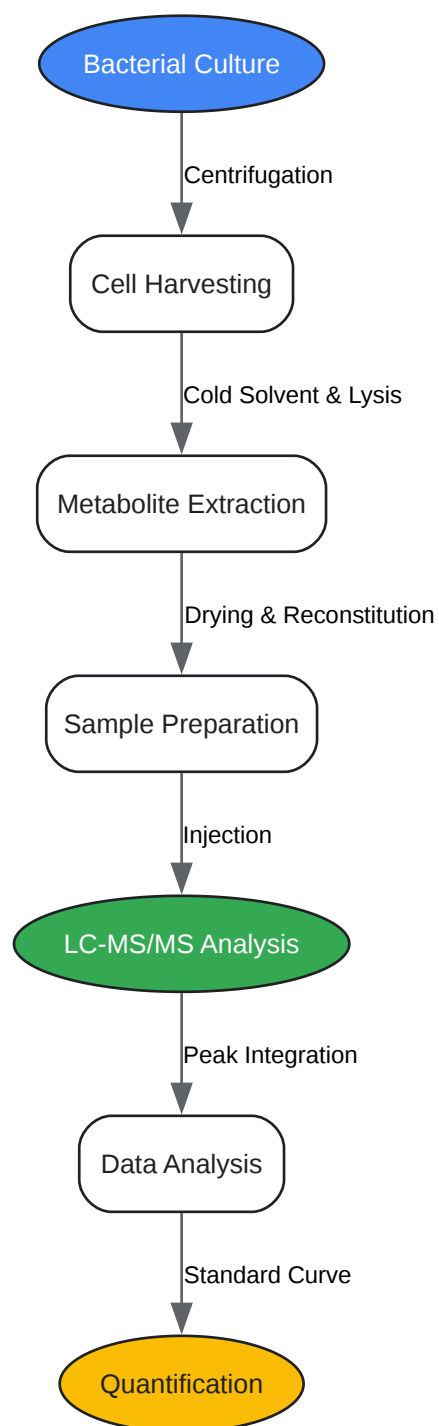 Bacterial Culture
Centrifugation
Cell Harvesting
Cold Solvent & Lysis
Metabolite Extraction
Drying & Reconstitution
Sample Preparation
Injection
LC-MS/MS Analysis
Peak Integration
Data Analysis
Standard Curve
Quantification